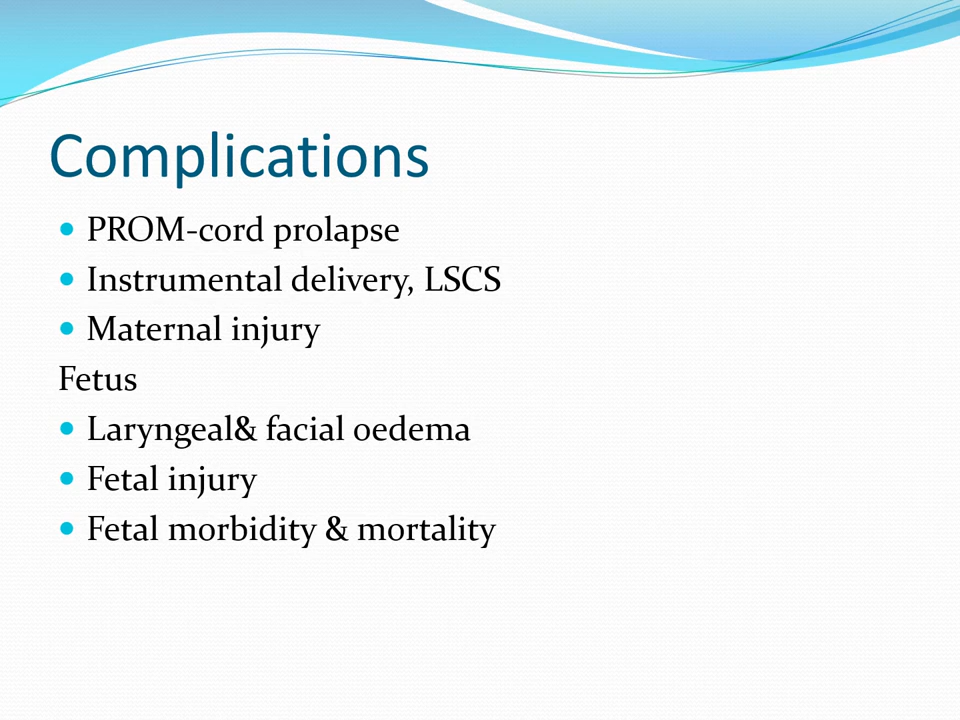 Complications
PROM-cord prolapse
Instrumental delivery, LSCS
Maternal injury
Fetus
Laryngeal& facial oedema
Fetal injury
Fetal morbidity & mortality